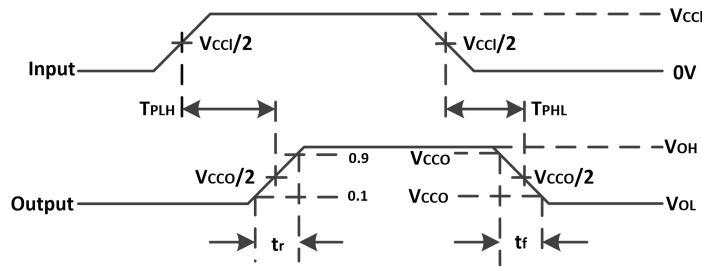 VCCI
VCCI/2
VCCI/2
Input
0V
TPLH
TPHL
VOH
0.9
VCCO
VCCO/2
VCCO/2
0.1
VCCO
Output
VOL
tr
tf